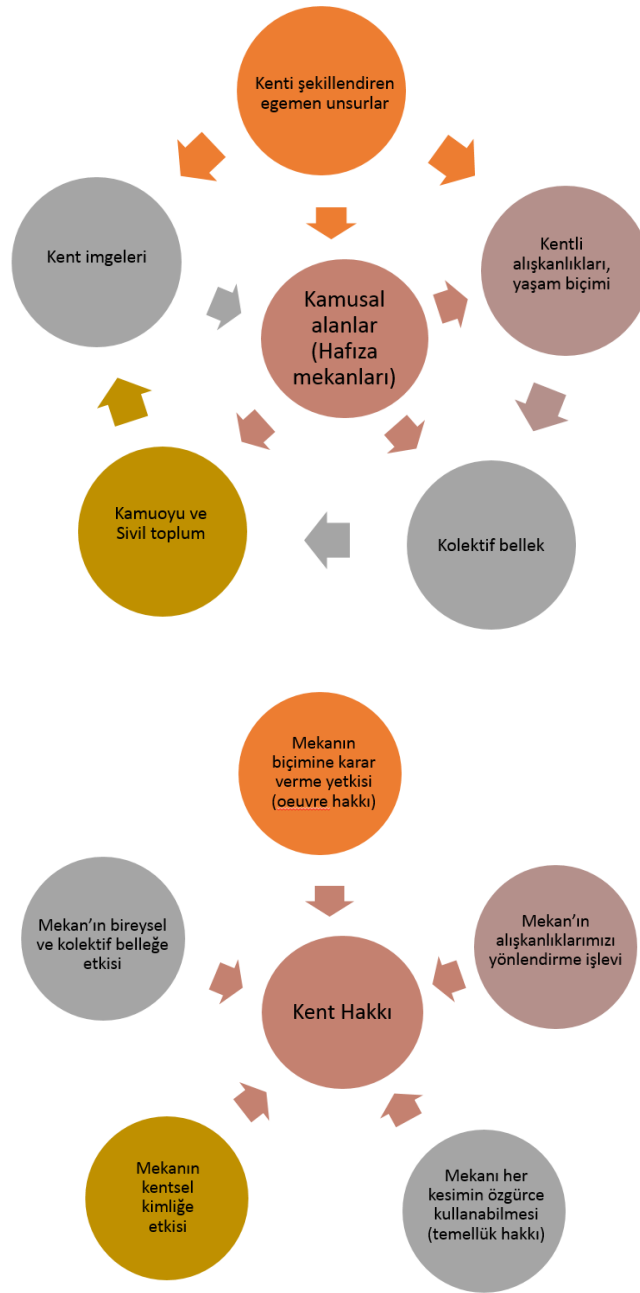 Kenti şekillendiren
egemen unsurlar
Kent imgeleri
Kentli
alışkanlıkları,
yaşam biçimi
Kamusal
alanlar
(Hafıza
mekanları)
Kamuoyu ve
Sivil toplum
Kolektif bellek
Mekanın
biçimine karar
verme yetkisi
(oeuvre hakkı)
Mekan’ın bireysel
ve kolektif belleğe
etkisi
Mekan’ın
alışkanlıklarımızı
yönlendirme işlevi
Kent Hakkı
Mekanın
kentsel
kimliğe
etkisi
Mekanı her
kesimin özgürce
kullanabilmesi
(temellük hakkı)